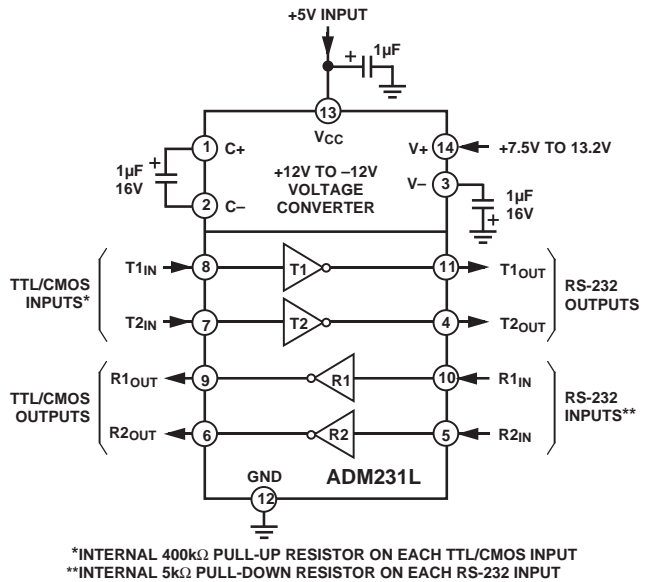 +5V INPUT
+ 1µF
13
VCC
1 C+
V+ 14 +7.5V TO 13.2V
1µF +
16V
+12V TO –12V
VOLTAGE
CONVERTER
V– 3
2 C–
1µF
16V
+
TTL/CMOS
INPUTS*
T1IN 8 T1 11 T1OUT
T2IN 7 T2 4 T2OUT
RS-232
OUTPUTS
TTL/CMOS
OUTPUTS
R1OUT 9 R1 10 R1IN
R2OUT 6 R2 5 R2IN
RS-232
INPUTS**
GND
12
ADM231L
*INTERNAL 400kΩ PULL-UP RESISTOR ON EACH TTL/CMOS INPUT
**INTERNAL 5kΩ PULL-DOWN RESISTOR ON EACH RS-232 INPUT